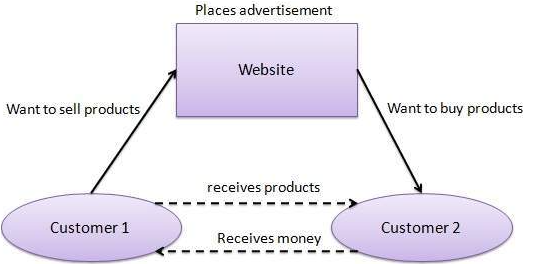 Places advertisement
Website
Want to sell products
Want to buy products
receives products
Customer 1
Customer 2
Receives money